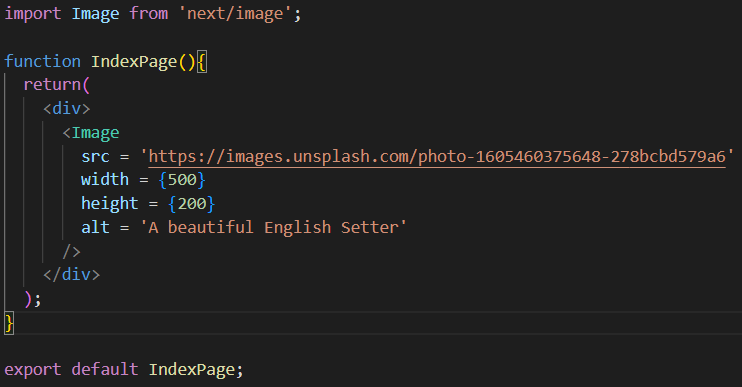 import Image from 'next/image';
function IndexPage(){
return(
<div>
<Image
src = 'https://images.unsplash.com/photo-1605460375648-278bcbd579a6'
width = {500}
height = {200}
alt = 'A beautiful English Setter'
/>
</div>
);
}
export default IndexPage;